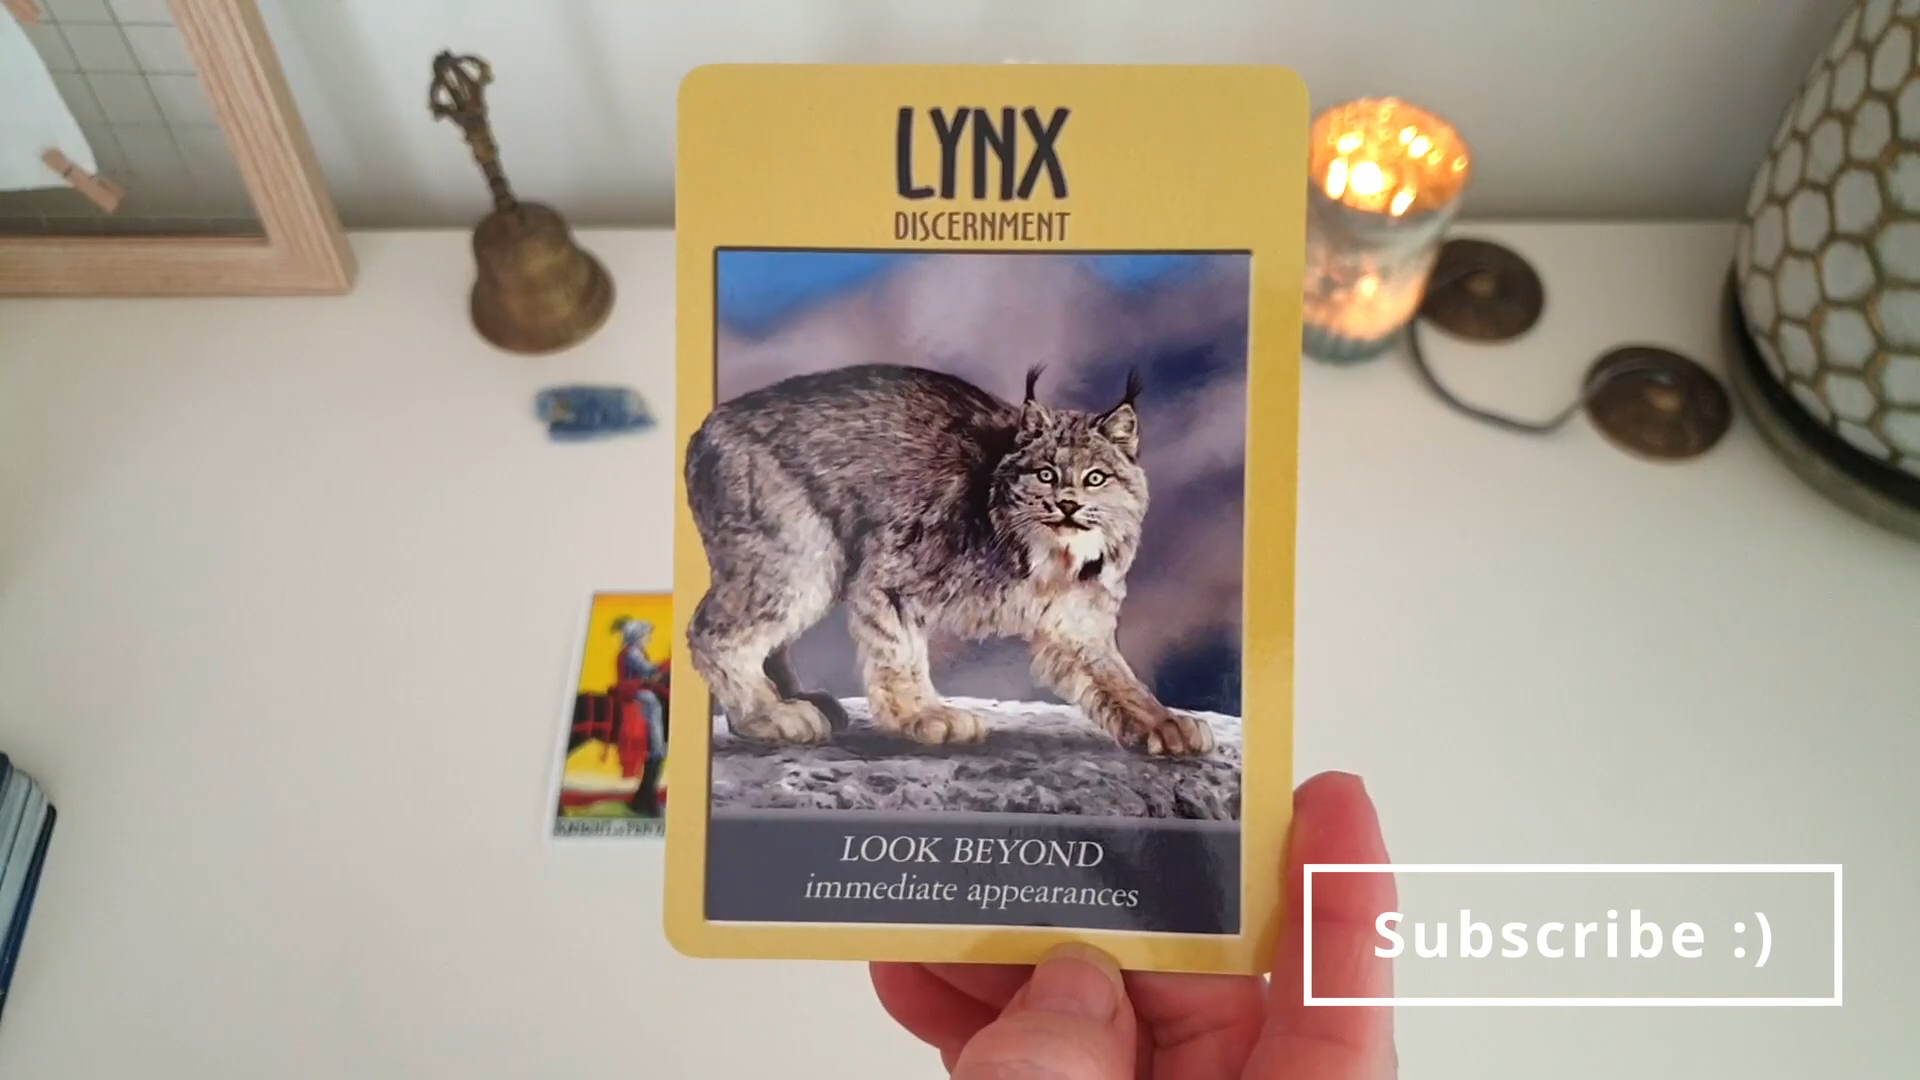 LYNX
DISCERNMENT
LOOK BEYOND
immediate appearances
Subscribe :)